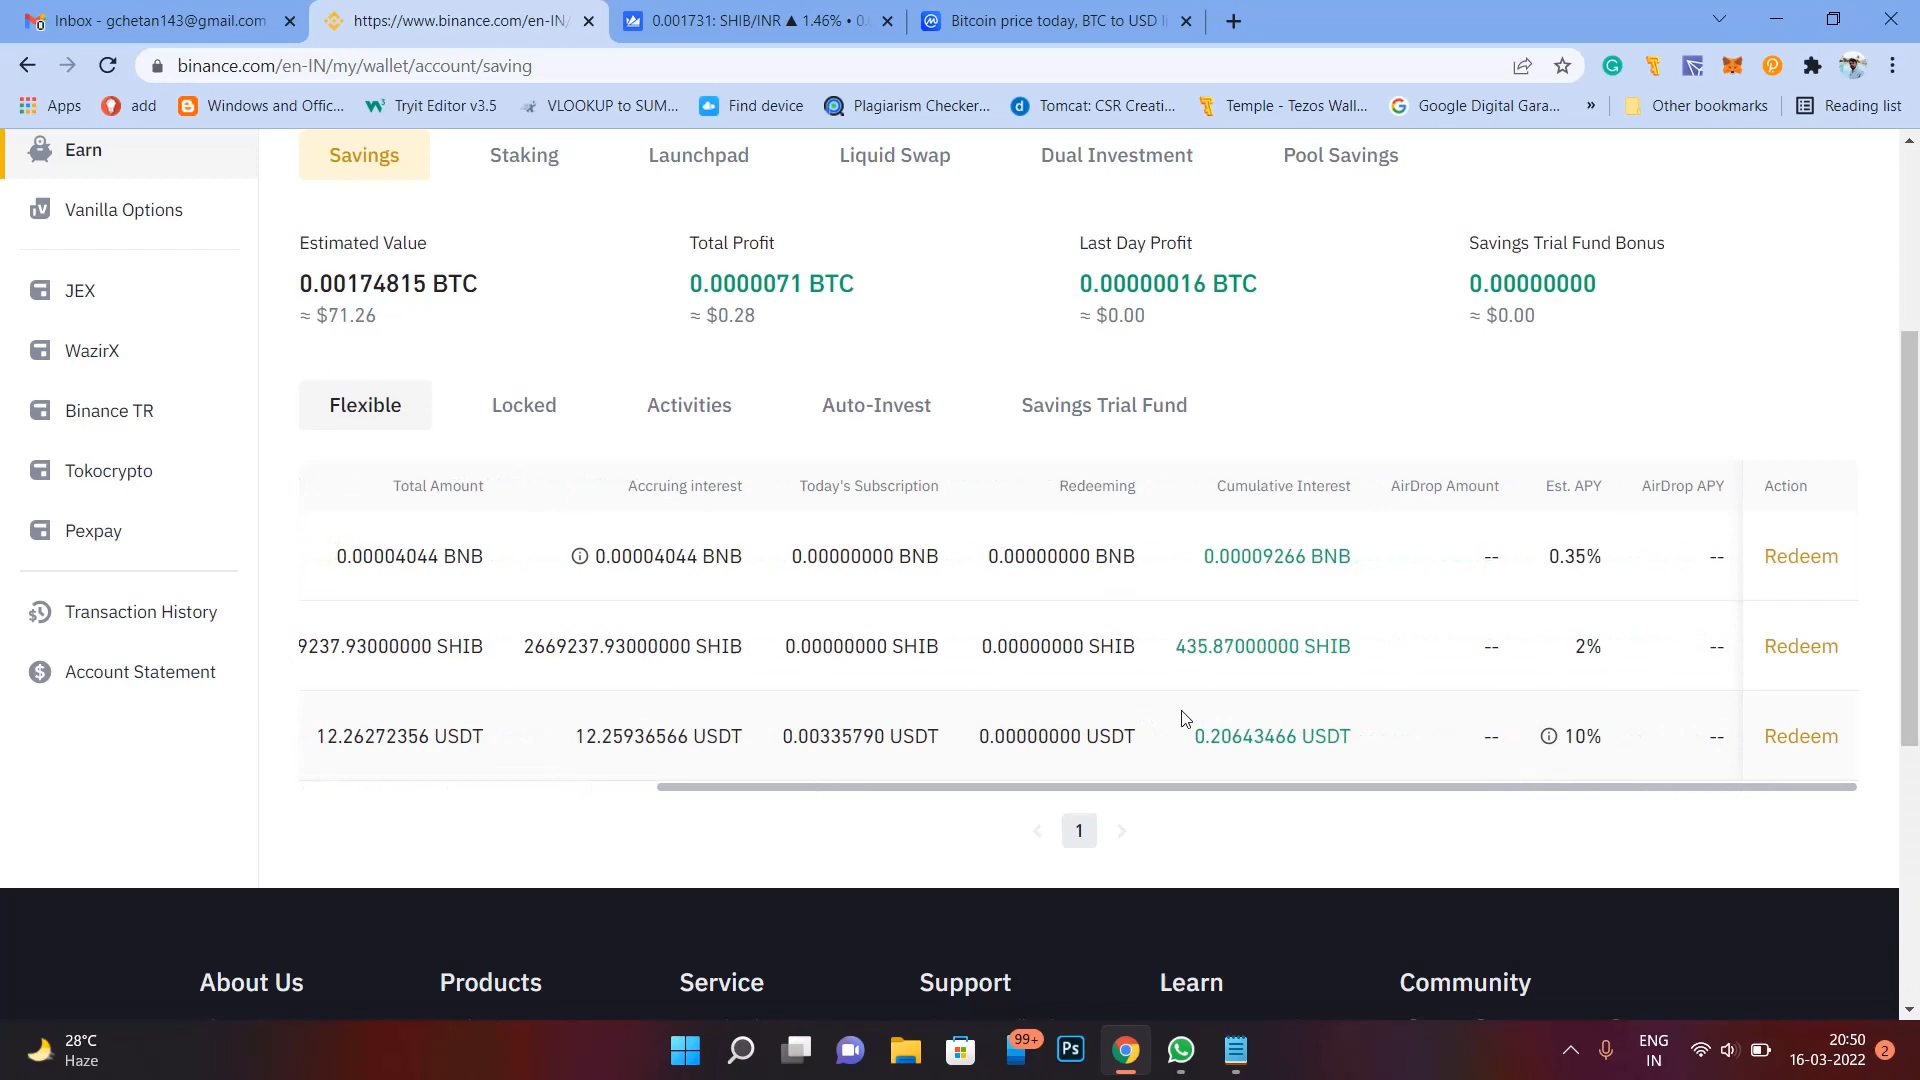 Inbox - gchetan143@gmail.com
https://www.binance.com/en-IN/
0.001731: SHIB/INR ▲ 1.46% • 0.
Bitcoin price today, BTC to USD li
binance.com/en-IN/my/wallet/account/saving
Apps add Windows and Offic... Tryit Editor v3.5 VLOOKUP to SUM... Find device Plagiarism Checker... Tomcat: CSR Creati... Temple - Tezos Wall... Google Digital Gara... » Other bookmarks Reading list
Earn
Vanilla Options
JEX
WazirX
Binance TR
Tokocrypto
Pexpay
Transaction History
Account Statement
Savings Staking Launchpad Liquid Swap Dual Investment Pool Savings
Estimated Value Total Profit Last Day Profit Savings Trial Fund Bonus
0.00174815 BTC 0.0000071 BTC 0.00000016 BTC 0.00000000
≈ $71.26 ≈ $0.28 ≈ $0.00 ≈ $0.00
Flexible Locked Activities Auto-Invest Savings Trial Fund
Total Amount Accruing interest Today's Subscription Redeeming Cumulative Interest AirDrop Amount Est. APY AirDrop APY Action
0.00004044 BNB 0.00004044 BNB 0.00000000 BNB 0.00000000 BNB 0.00009266 BNB -- 0.35% -- Redeem
9237.93000000 SHIB 2669237.93000000 SHIB 0.00000000 SHIB 0.00000000 SHIB 435.87000000 SHIB -- 2% -- Redeem
12.26272356 USDT 12.25936566 USDT 0.00335790 USDT 0.00000000 USDT 0.20643466 USDT -- 10% -- Redeem
1
About Us Products Service Support Learn Community
28°C
Haze
99+
Ps
ENG
IN
20:50
16-03-2022
2